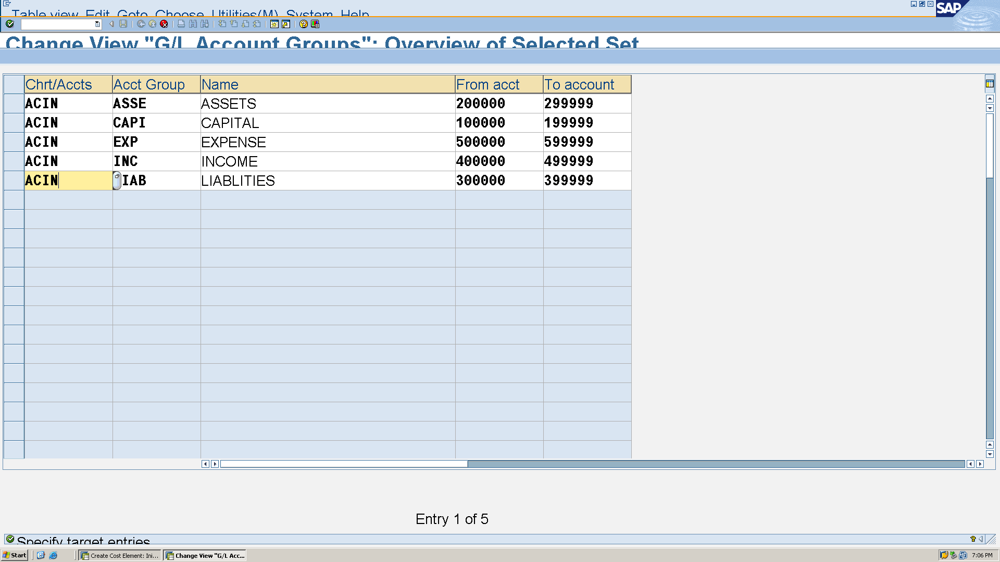 Table view Edit Goto Choose Utilities(M) System Help
SAP
Change View "G/L Account Groups": Overview of Selected Set
Chrt/Accts Acct Group Name From acct To account
ACIN ASSE ASSETS 200000 299999
ACIN CAPI CAPITAL 100000 199999
ACIN EXP EXPENSE 500000 599999
ACIN INC INCOME 400000 499999
ACIN IAB LIABLITIES 300000 399999
Entry 1 of 5
Specify target entries
Start Create Cost Element: Ini... Change View "G/L Acc... 7:06 PM